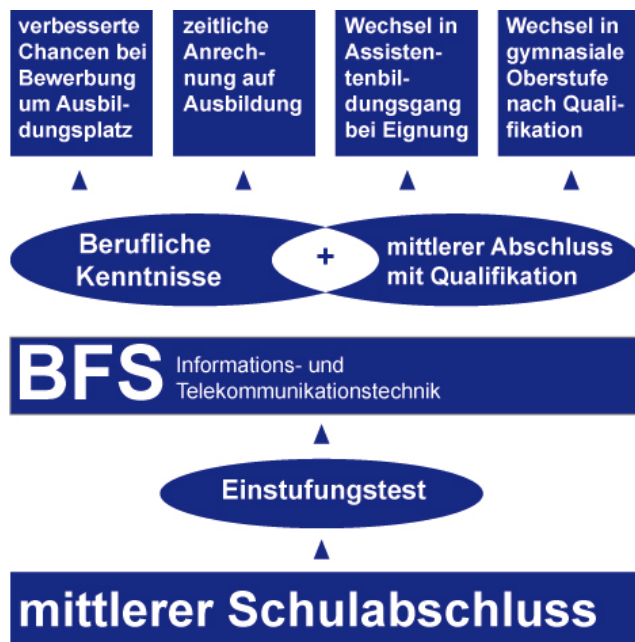 verbesserte
Chancen bei
Bewerbung
um Ausbil-
dungsplatz
zeitliche
Anrech-
nung auf
Ausbildung
Wechsel in
Assisten-
tenbil-
dungsgang
bei Eignung
Wechsel in
gymnasiale
Oberstufe
nach Quali-
fikation
Berufliche
Kenntnisse
+
mittlerer Abschluss
mit Qualifikation
BFS
Informations- und
Telekommunikationstechnik
Einstufungstest
mittlerer Schulabschluss